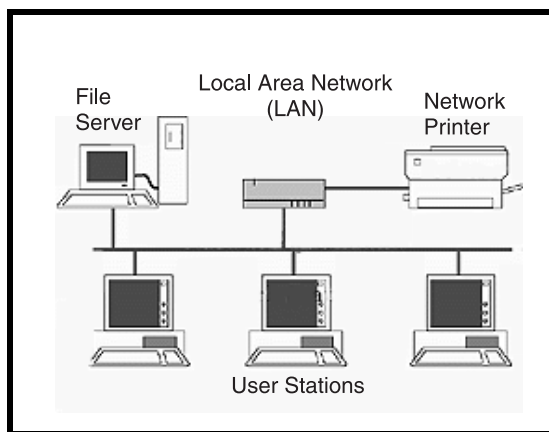 File
Server
Local Area Network
(LAN)
Network
Printer
User Stations